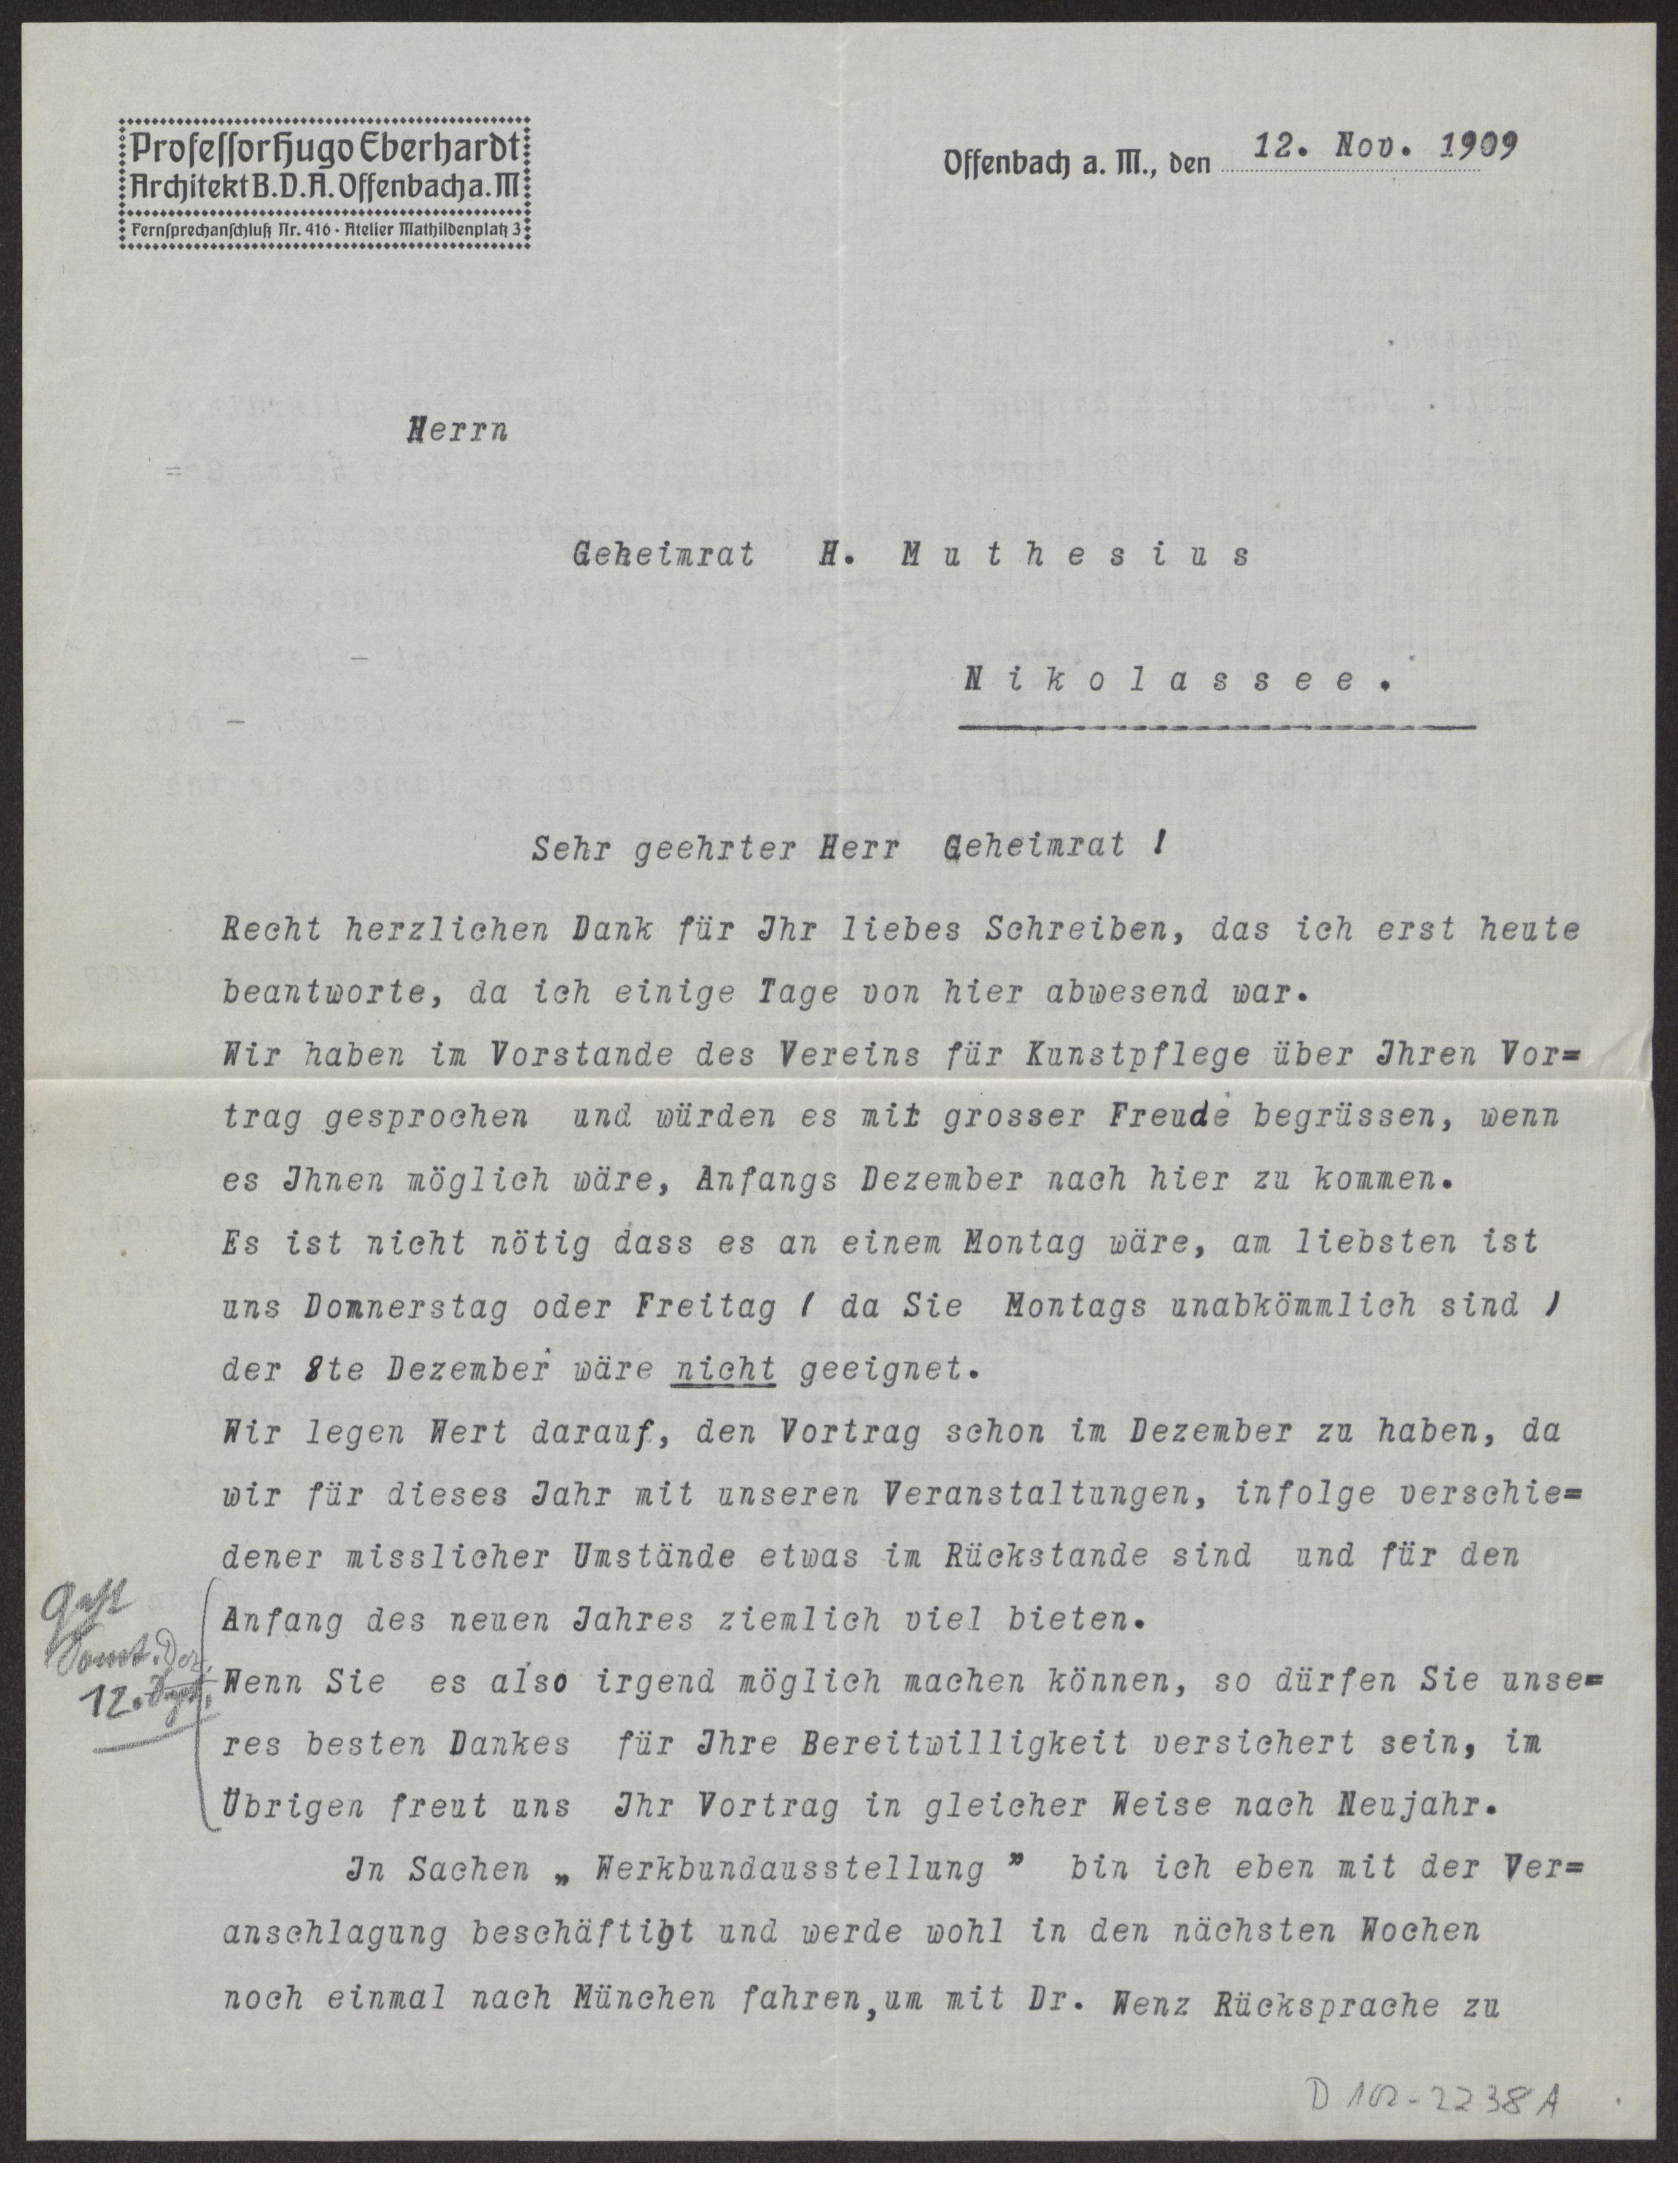 Professor Hugo Eberhardt
Architekt B.D.A. Offenbach a. M
Fernsprechanschluß Nr. 416 · Atelier Mathildenplatz 3
Offenbach a. M., den 12. Nov. 1909
Herrn
Geheimrat H. Muthesius
Nikolassee.
Sehr geehrter Herr Geheimrat !
Recht herzlichen Dank für Jhr liebes Schreiben, das ich erst heute
beantworte, da ich einige Tage von hier abwesend war.
Wir haben im Vorstande des Vereins für Kunstpflege über Jhren Vor=
trag gesprochen und würden es mit grosser Freude begrüssen, wenn
es Jhnen möglich wäre, Anfangs Dezember nach hier zu kommen.
Es ist nicht nötig dass es an einem Montag wäre, am liebsten ist
uns Donnerstag oder Freitag ( da Sie Montags unabkömmlich sind )
der 8te Dezember wäre nicht geeignet.
Wir legen Wert darauf, den Vortrag schon im Dezember zu haben, da
wir für dieses Jahr mit unseren Veranstaltungen, infolge verschie=
dener misslicher Umstände etwas im Rückstande sind und für den
Anfang des neuen Jahres ziemlich viel bieten.
Wenn Sie es also irgend möglich machen können, so dürfen Sie unse=
res besten Dankes für Jhre Bereitwilligkeit versichert sein, im
Übrigen freut uns Jhr Vortrag in gleicher Weise nach Neujahr.
12.
Jn Sachen „ Werkbundausstellung " bin ich eben mit der Ver=
anschlagung beschäftigt und werde wohl in den nächsten Wochen
noch einmal nach München fahren, um mit Dr. Wenz Rücksprache zu
D 102-2238 A